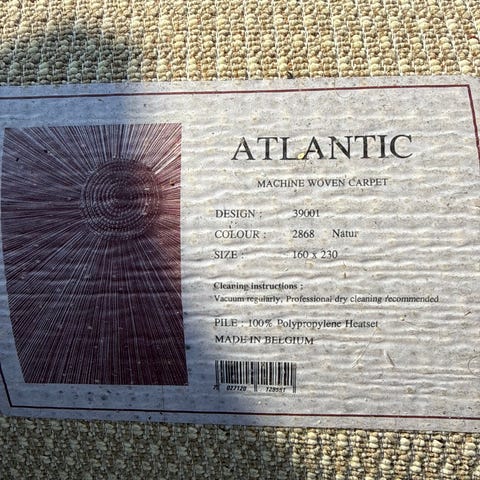 ATLANTIC
MACHINE WOVEN CARPET
DESIGN : 39001
COLOUR : 2868 Natur
SIZE : 160 x 230
Cleaning instructions :
Vacuum regularly, Professional dry cleaning recommended
PILE : 100% Polypropylene Heatset
MADE IN BELGIUM